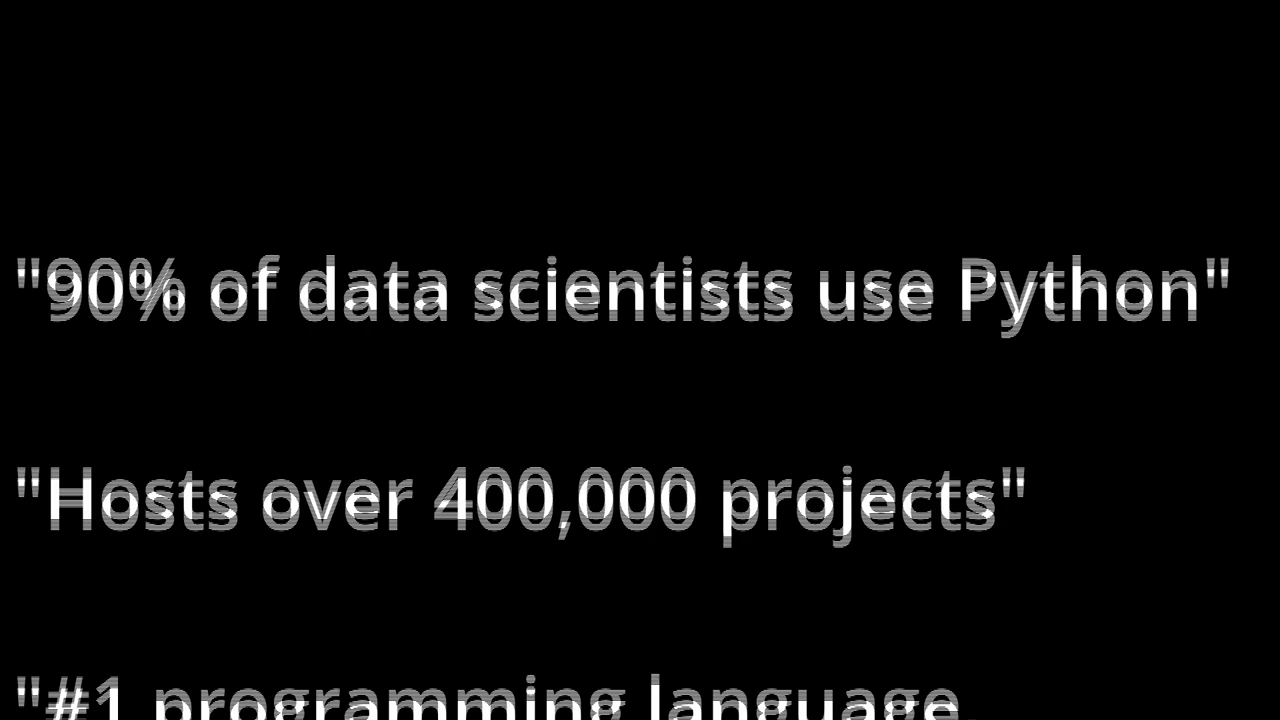 "90% of data scientists use Python"
"Hosts over 400,000 projects"
"#1 programming language,